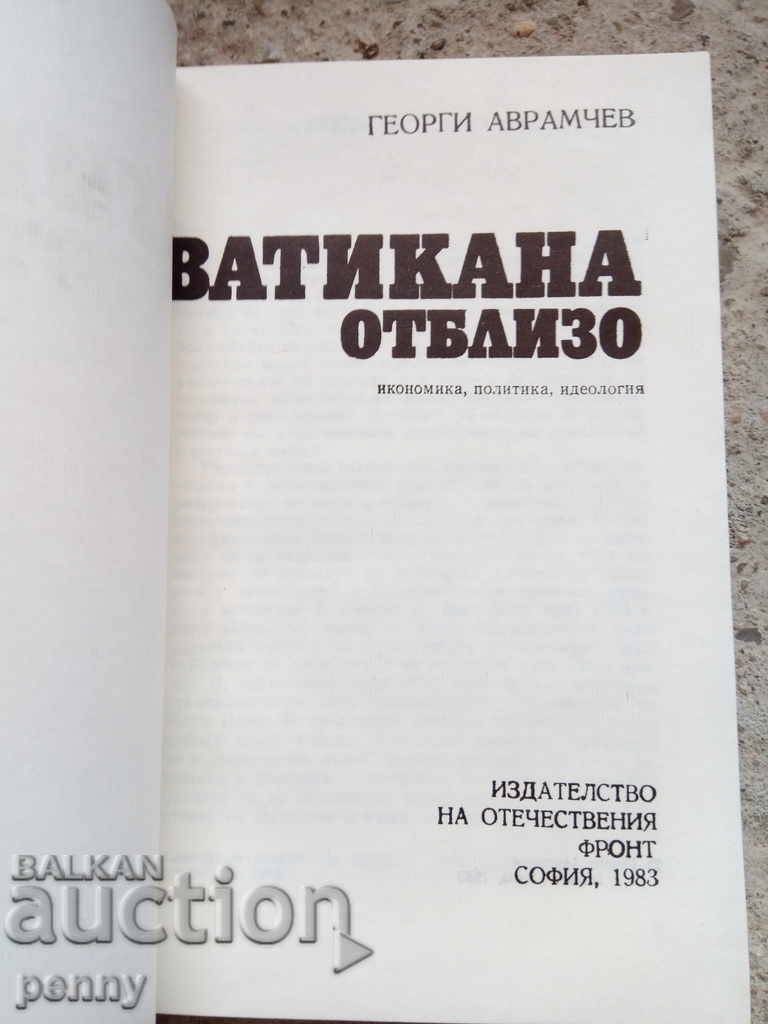 ГЕОРГИ АВРАМЧЕВ
ВАТИКАНА
ОТБЛИЗО
икономика, политика, идеология
ИЗДАТЕЛСТВО
НА ОТЕЧЕСТВЕНИЯ
ФРОНТ
СОФИЯ, 1983
BALKAN
auction
penny